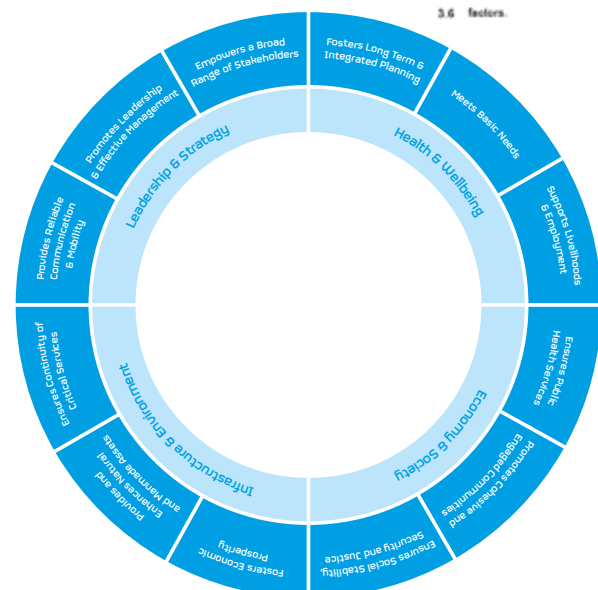 3.6 factors.
Empowers a Broad
Range of Stakeholders
Fosters Long Term &
Integrated Planning
Meets Basic Needs
Supports Livelihoods
& Employment
Ensures Public
Health Services
Promotes Cohesive and
Engaged Communities
Ensures Social Stability,
Security and Justice
Fosters Economic
Prosperity
Provides and
Enhances Natural
and Manmade Assets
Ensures Continuity of
Critical Services
Provides Reliable
Communication
& Mobility
Promotes Leadership
& Effective Management
Leadership & Strategy
Health & Wellbeing
Economy & Society
Infrastructure & Environment